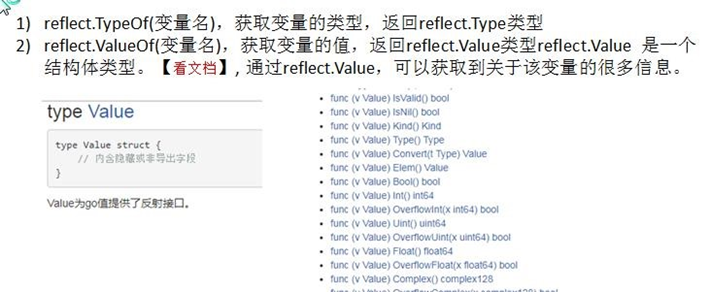 1) reflect.TypeOf(变量名)，获取变量的类型，返回reflect.Type类型
2) reflect.ValueOf(变量名)，获取变量的值，返回reflect.Value类型reflect.Value 是一个
结构体类型。【看文档】, 通过reflect.Value，可以获取到关于该变量的很多信息。
type Value
type Value struct {
// 内含隐藏或非导出字段
}
Value为go值提供了反射接口。
• func (v Value) IsValid() bool
• func (v Value) IsNil() bool
• func (v Value) Kind() Kind
• func (v Value) Type() Type
• func (v Value) Convert(t Type) Value
• func (v Value) Elem() Value
• func (v Value) Bool() bool
• func (v Value) Int() int64
• func (v Value) OverflowInt(x int64) bool
• func (v Value) Uint() uint64
• func (v Value) OverflowUint(x uint64) bool
• func (v Value) Float() float64
• func (v Value) OverflowFloat(x float64) bool
• func (v Value) Complex() complex128